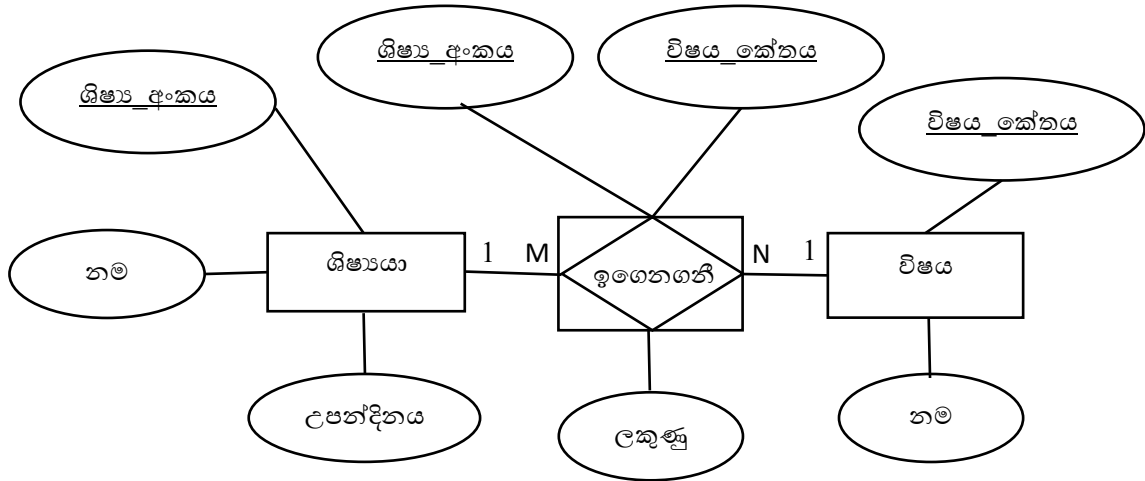 ශිෂ්‍ය_අංකය
විෂය_කේතය
ශිෂ්‍ය_අංකය
විෂය_කේතය
නම
ශිෂ්‍යයා
1
M
ඉගෙනගනී
N
1
විෂය
උපන්දිනය
ලකුණු
නම